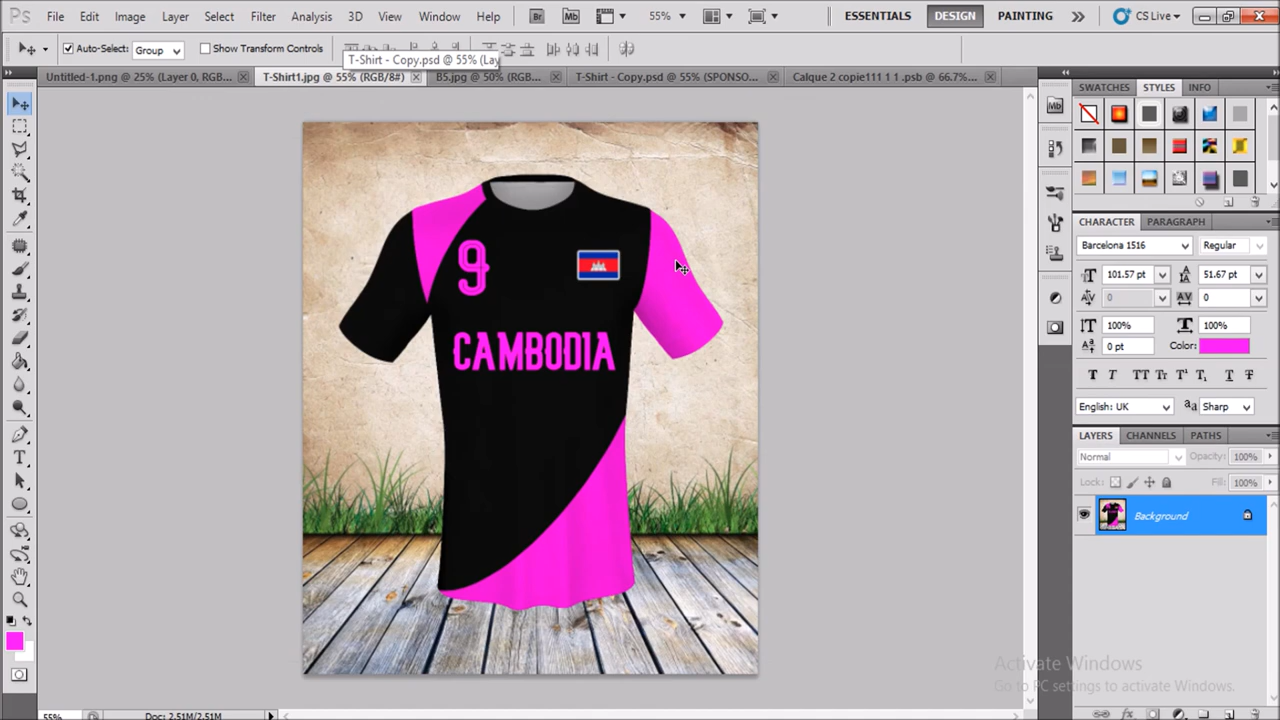 Ps File Edit Image Layer Select Filter Analysis 3D View Window Help Br Mb 55% ESSENTIALS DESIGN PAINTING CS Live
Auto-Select: Group Show Transform Controls
T-Shirt - Copy.psd @ 55% (Lay
Untitled-1.png @ 25% (Layer 0, RGB... T-Shirt1.jpg @ 55% (RGB/8#) B5.jpg @ 50% (RGB... T-Shirt - Copy.psd @ 55% (SPONSO... Calque 2 copie111 1 1 .psb @ 66.7%...
SWATCHES STYLES INFO
Mb
CHARACTER PARAGRAPH
Barcelona 1516 Regular
101.57 pt 51.67 pt
0 0
100% 100%
0 pt Color:
English: UK Sharp
LAYERS CHANNELS PATHS
Normal Opacity: 100%
Lock: Fill: 100%
Background
9
CAMBODIA
Activate Windows
Go to PC settings to activate Windows.
55% Doc: 2.51M/2.51M